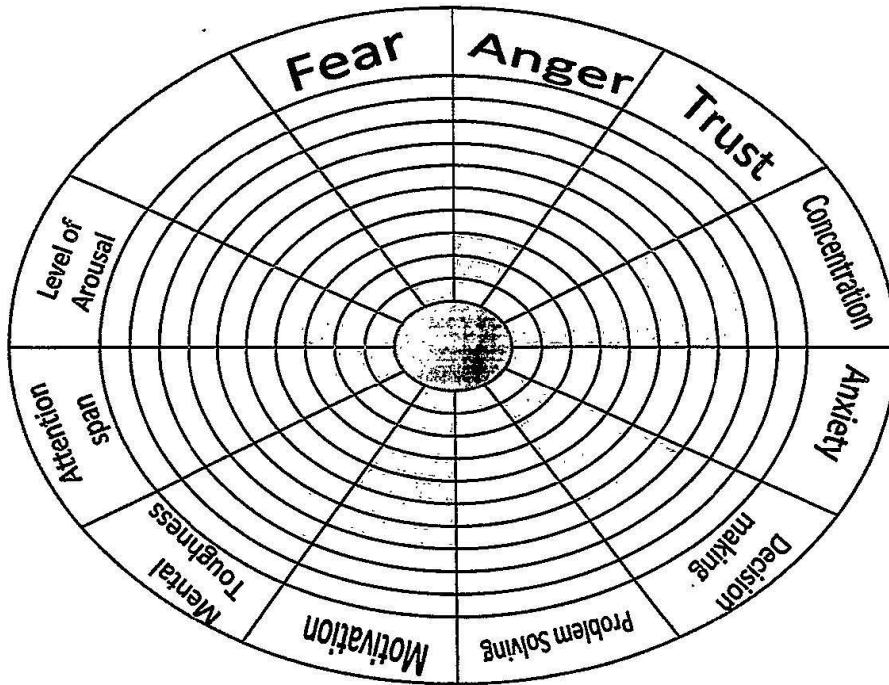 Fear
Anger
Trust
Concentration
Anxiety
Decision
making
Problem Solving
Motivation
Mental
Toughness
Attention
span
Level of
Arousal